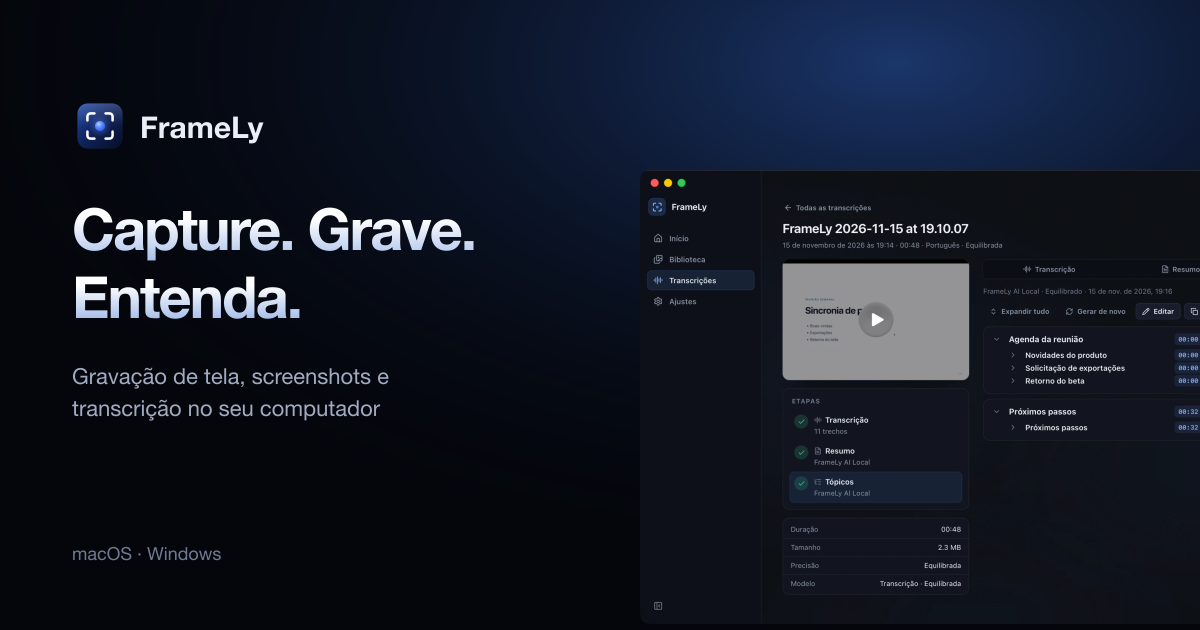 FrameLy
Capture. Grave.
Entenda.
Gravação de tela, screenshots e
transcrição no seu computador
macOS · Windows
FrameLy
Início
Biblioteca
Transcrições
Ajustes
Todas as transcrições
FrameLy 2026-11-15 at 19.10.07
15 de novembro de 2026 às 19:14 · 00:48 · Português · Equilibrada
Sincronia de
ETAPAS
Transcrição
11 trechos
Resumo
FrameLy AI Local
Tópicos
FrameLy AI Local
Duração 00:48
Tamanho 2.3 MB
Precisão Equilibrada
Modelo Transcrição · Equilibrada
Transcrição Resumo
FrameLy AI Local · Equilibrado · 15 de nov. de 2026, 19:16
Expandir tudo Gerar de novo Editar
Agenda da reunião 00:00
Novidades do produto 00:00
Solicitação de exportações 00:00
Retorno do beta 00:00
Próximos passos 00:32
Próximos passos 00:32